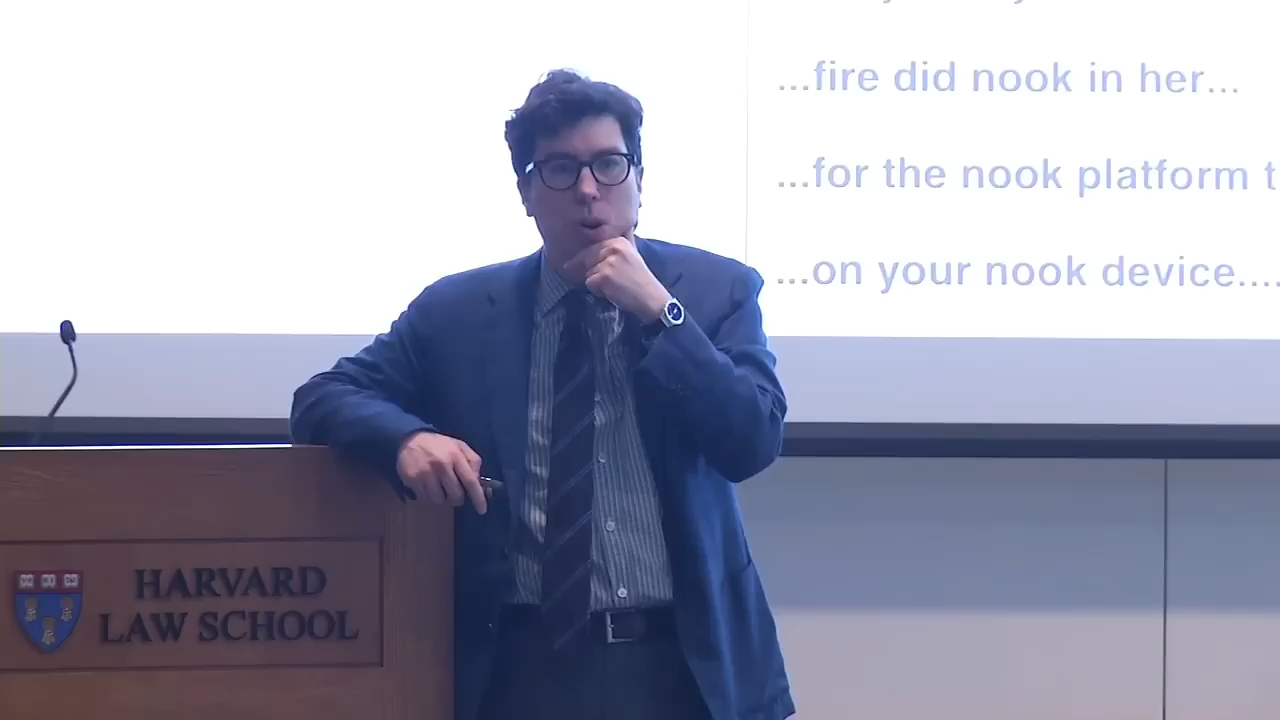 ...fire did nook in her...
...for the nook platform t
...on your nook device....
HARVARD
LAW SCHOOL